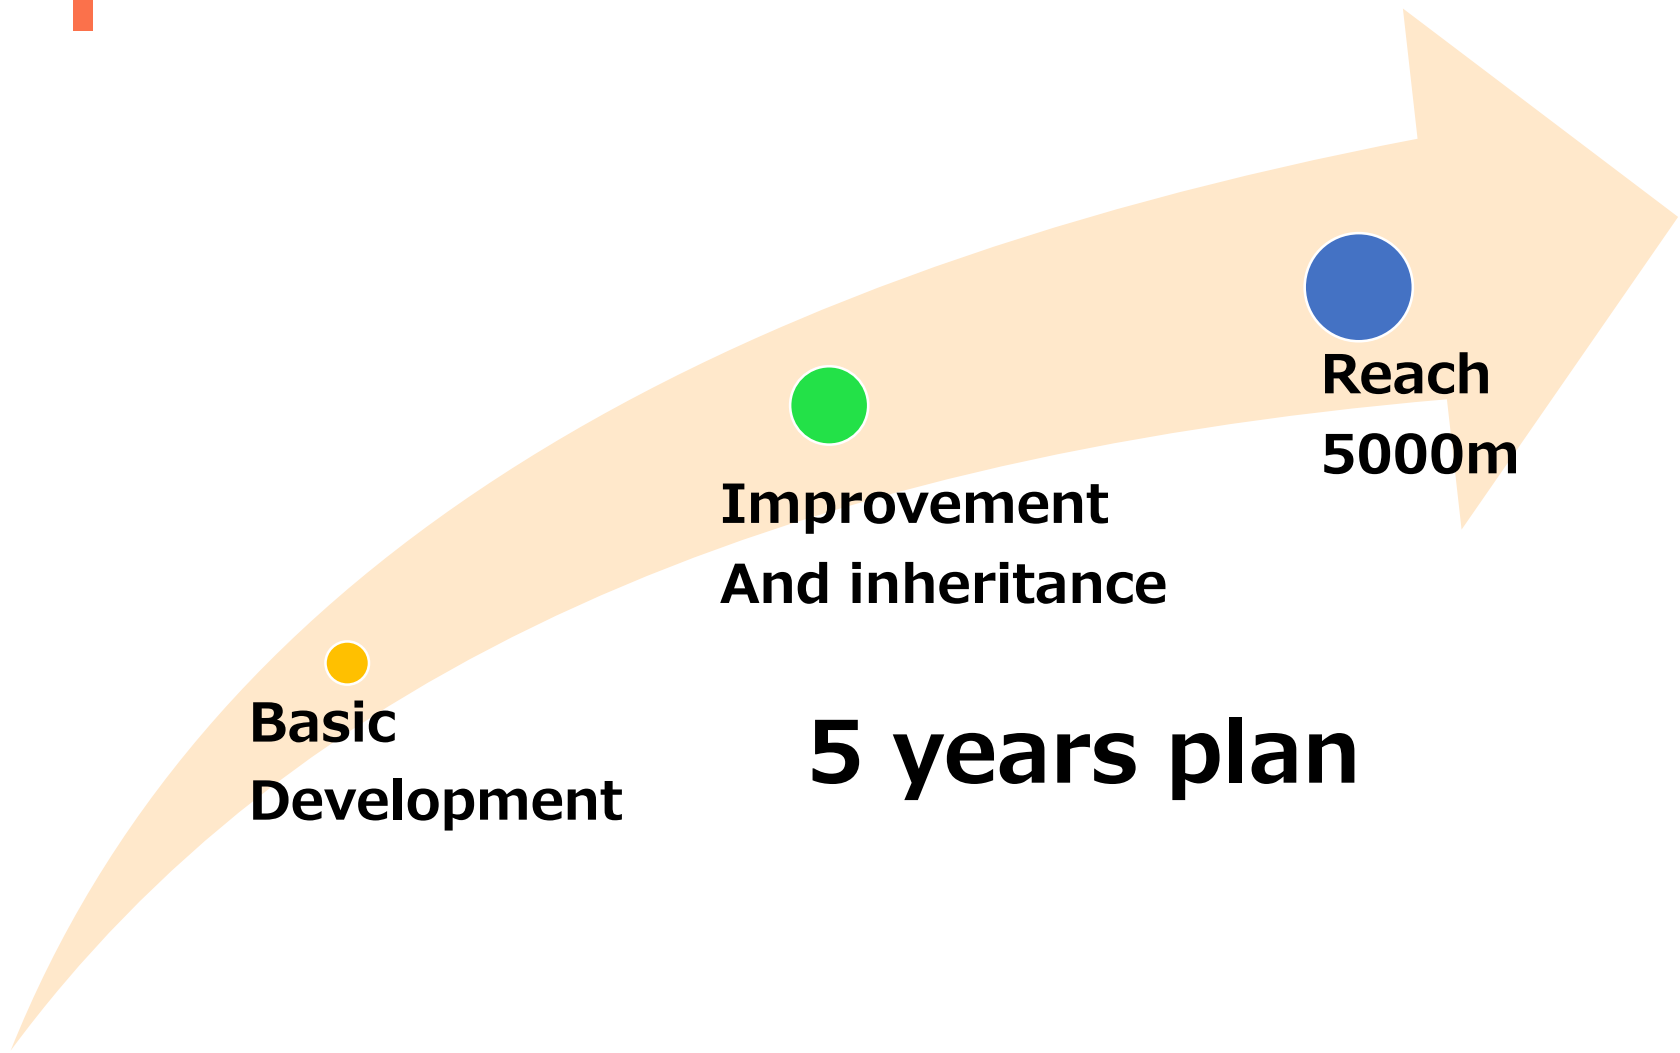 Reach
5000m
Improvement
And inheritance
Basic
Development
5 years plan